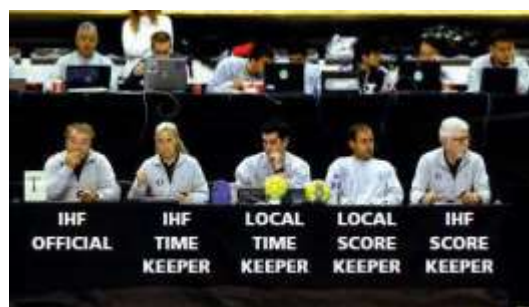 IHF
OFFICIAL
IHF
TIME
KEEPER
LOCAL
TIME
KEEPER
LOCAL
SCORE
KEEPER
IHF
SCORE
KEEPER